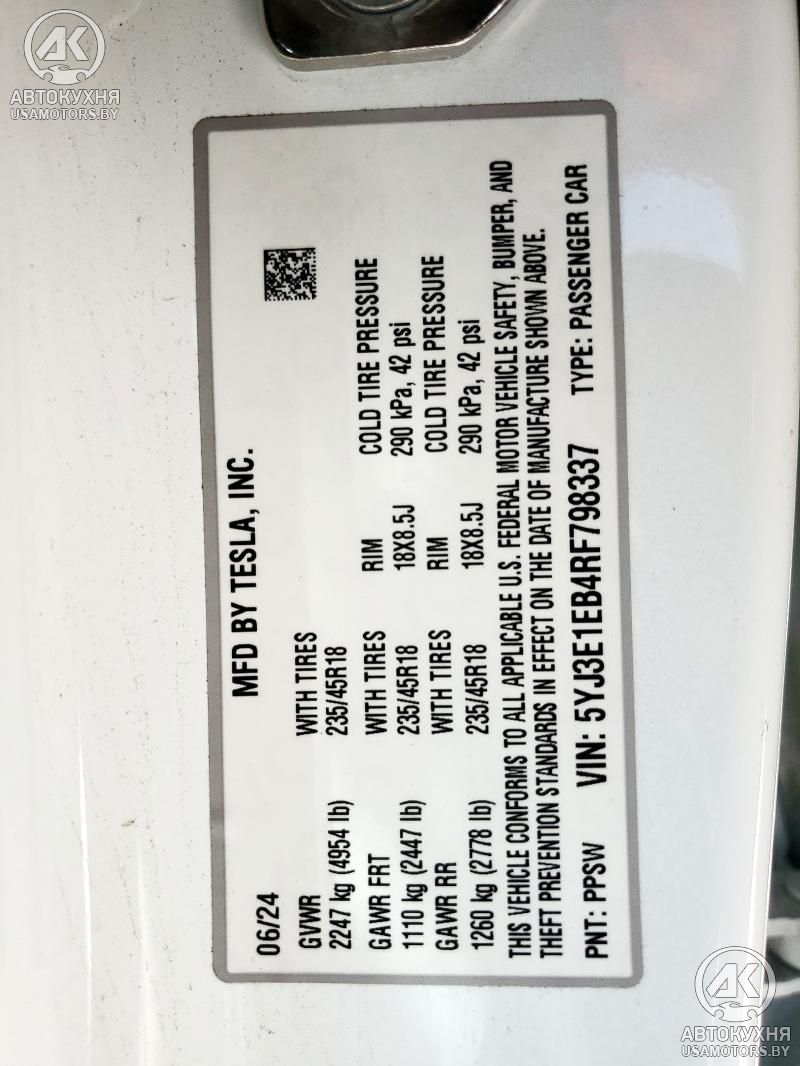 AK
АВТОКУХНЯ
USAMOTORS.BY
MFD BY TESLA, INC.
06/24
GVWR WITH TIRES
2247 kg (4954 lb) 235/45R18
GAWR FRT WITH TIRES RIM COLD TIRE PRESSURE
1110 kg (2447 lb) 235/45R18 18X8.5J 290 kPa, 42 psi
GAWR RR WITH TIRES RIM COLD TIRE PRESSURE
1260 kg (2778 lb) 235/45R18 18X8.5J 290 kPa, 42 psi
THIS VEHICLE CONFORMS TO ALL APPLICABLE U.S. FEDERAL MOTOR VEHICLE SAFETY, BUMPER, AND
THEFT PREVENTION STANDARDS IN EFFECT ON THE DATE OF MANUFACTURE SHOWN ABOVE.
PNT: PPSW VIN: 5YJ3E1EB4RF798337 TYPE: PASSENGER CAR
AK
АВТОКУХНЯ
USAMOTORS.BY